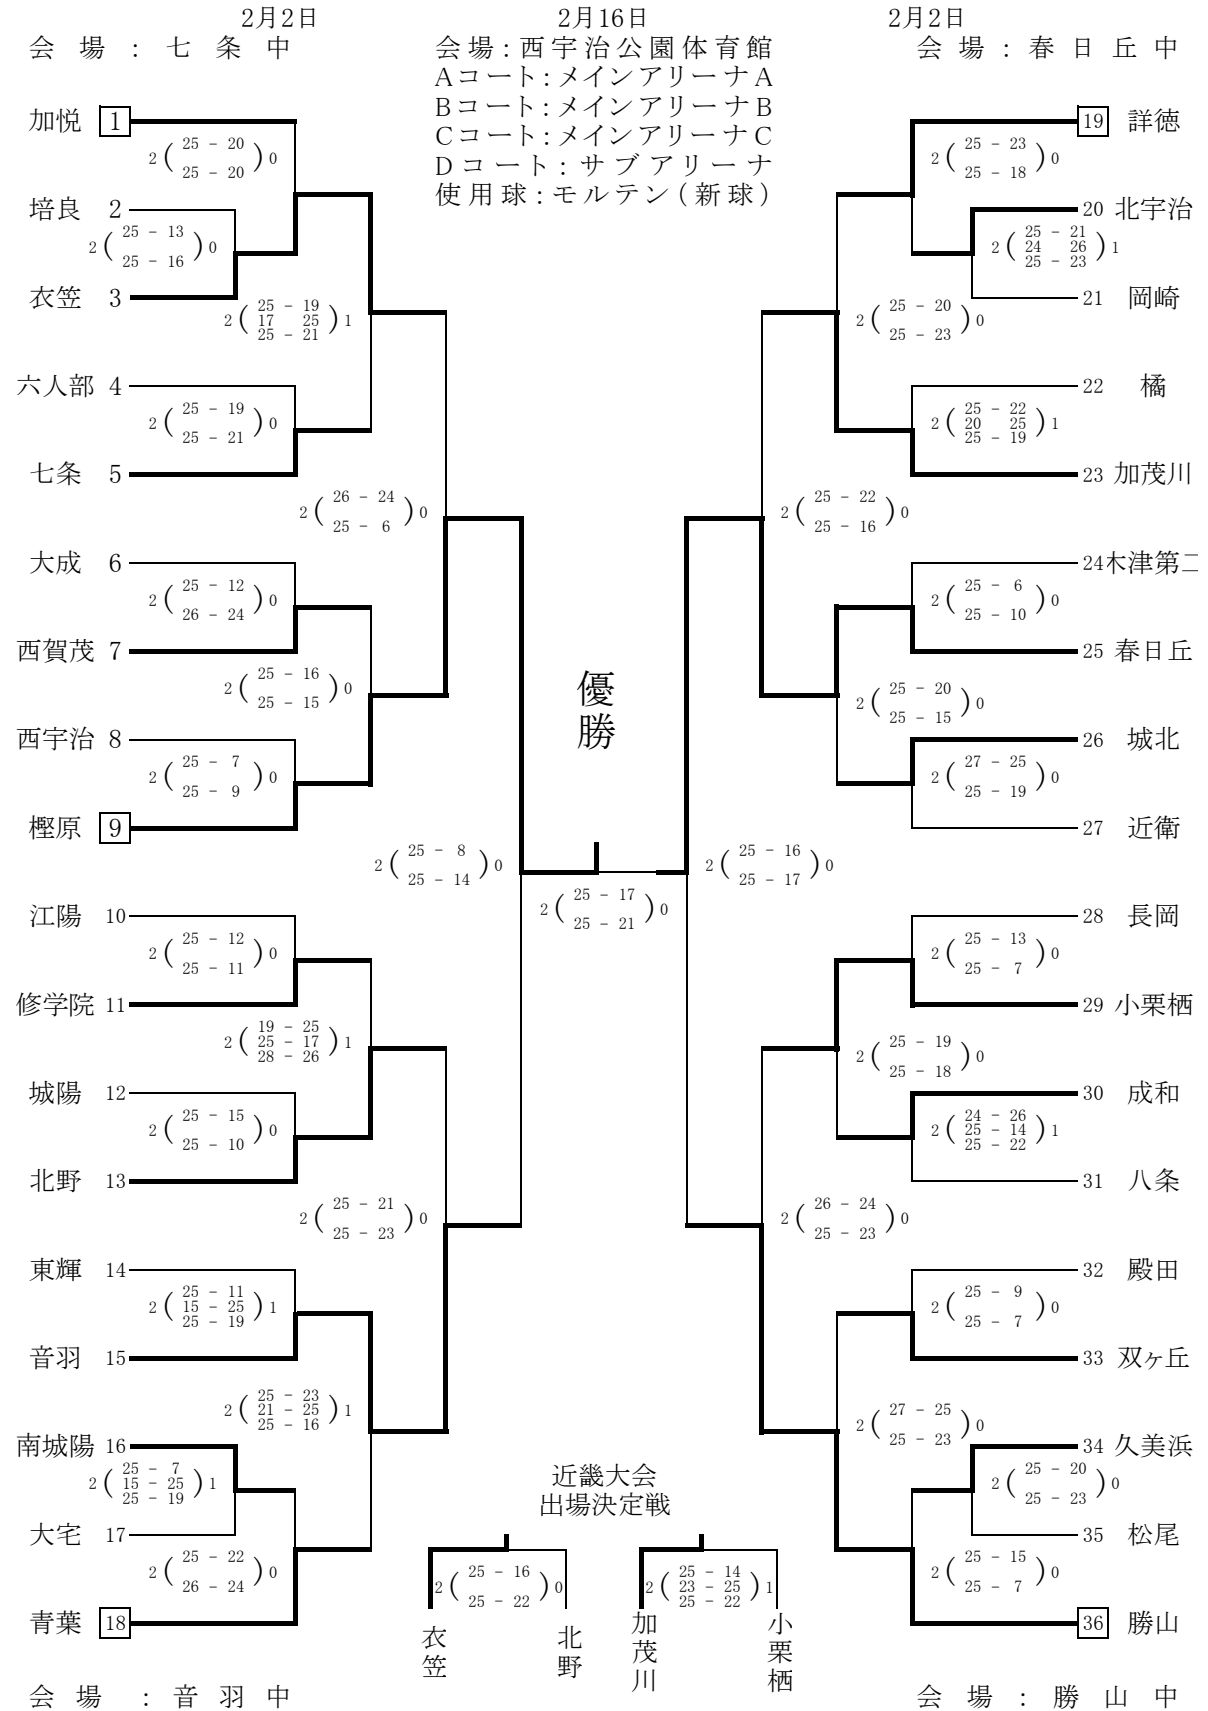 2月2日
2月16日
2月2日
会場:七条中
会場:西宇治公園体育館
会場:春日丘中
Aコート:メインアリーナA
Bコート:メインアリーナB
Cコート:メインアリーナC
Dコート:サブアリーナ
使用球:モルテン(新球)
加悦 1
2 ( 25 - 20 ) 0
25 - 20
培良 2
2 ( 25 - 13 ) 0
25 - 16
衣笠 3
2 ( 25 - 19 ) 1
17 25
25 - 21
六人部 4
2 ( 25 - 19 ) 0
25 - 21
七条 5
2 ( 26 - 24 ) 0
25 - 6
大成 6
2 ( 25 - 12 ) 0
26 - 24
西賀茂 7
2 ( 25 - 16 ) 0
25 - 15
西宇治 8
2 ( 25 - 7 ) 0
25 - 9
樫原 9
2 ( 25 - 8 ) 0
25 - 14
江陽 10
2 ( 25 - 12 ) 0
25 - 11
修学院 11
2 ( 19 - 25 ) 1
25 - 17
28 - 26
城陽 12
2 ( 25 - 15 ) 0
25 - 10
北野 13
2 ( 25 - 21 ) 0
25 - 23
東輝 14
2 ( 25 - 11 ) 1
15 - 25
25 - 19
音羽 15
2 ( 25 - 23 ) 1
21 - 25
25 - 16
南城陽 16
2 ( 25 - 7 ) 1
15 - 25
25 - 19
大宅 17
2 ( 25 - 22 ) 0
26 - 24
青葉 18
会場:音羽中
優勝
2 ( 25 - 17 ) 0
25 - 21
近畿大会
出場決定戦
2 ( 25 - 16 ) 0
25 - 22
衣笠
北野
2 ( 25 - 14 ) 1
23 - 25
25 - 22
加茂川
小栗栖
19 詳徳
2 ( 25 - 23 ) 0
25 - 18
20 北宇治
2 ( 25 - 21 ) 1
24 26
25 - 23
21 岡崎
2 ( 25 - 20 ) 0
25 - 23
22 橘
2 ( 25 - 22 ) 1
20 25
25 - 19
23 加茂川
2 ( 25 - 22 ) 0
25 - 16
24 木津第二
2 ( 25 - 6 ) 0
25 - 10
25 春日丘
2 ( 25 - 20 ) 0
25 - 15
26 城北
2 ( 27 - 25 ) 0
25 - 19
27 近衛
2 ( 25 - 16 ) 0
25 - 17
28 長岡
2 ( 25 - 13 ) 0
25 - 7
29 小栗栖
2 ( 25 - 19 ) 0
25 - 18
30 成和
2 ( 24 - 26 ) 1
25 - 14
25 - 22
31 八条
2 ( 26 - 24 ) 0
25 - 23
32 殿田
2 ( 25 - 9 ) 0
25 - 7
33 双ヶ丘
2 ( 27 - 25 ) 0
25 - 23
34 久美浜
2 ( 25 - 20 ) 0
25 - 23
35 松尾
2 ( 25 - 15 ) 0
25 - 7
36 勝山
会場:勝山中